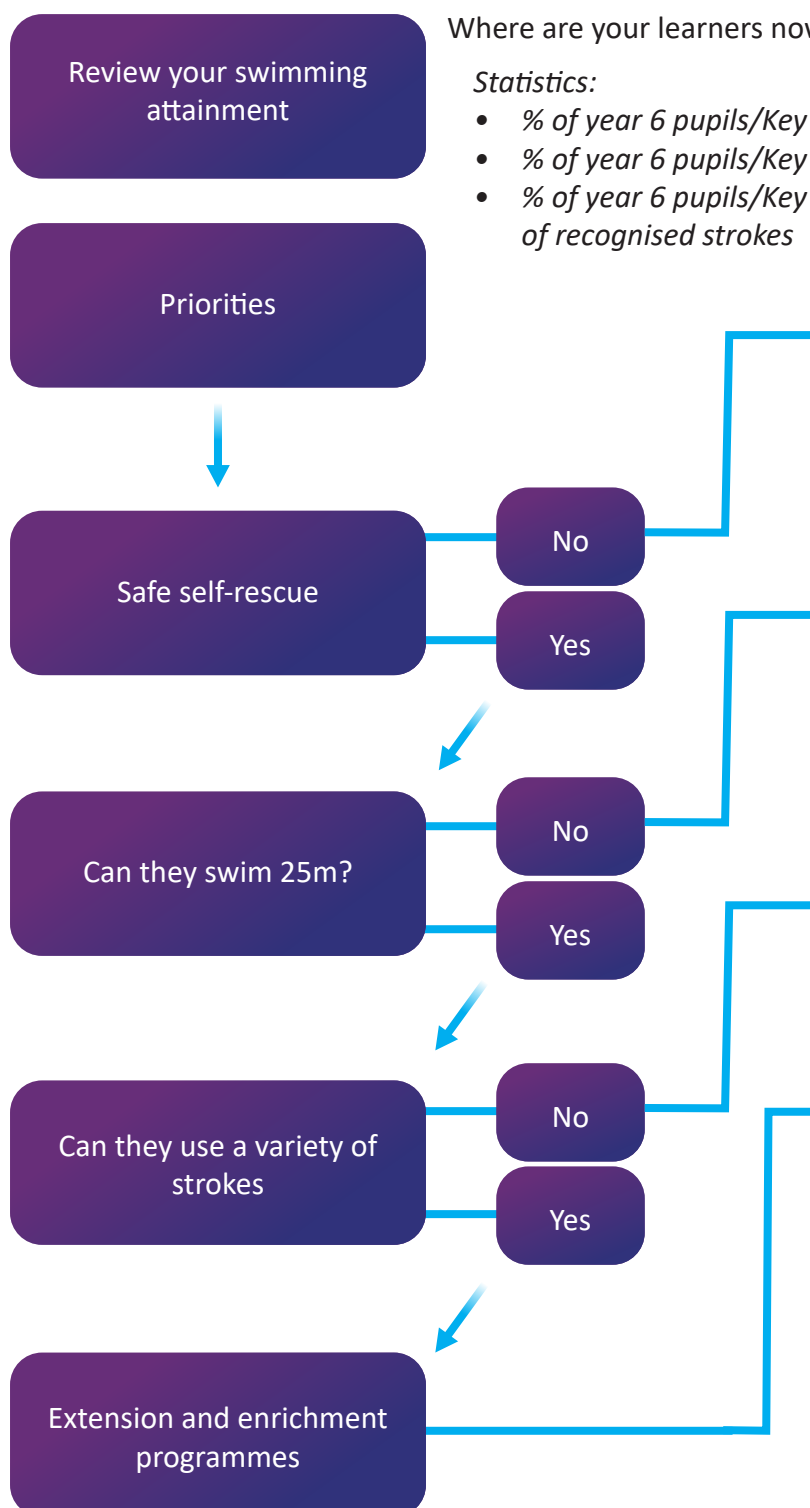 Review your swimming
attainment
Where are your learners now
Statistics:
• % of year 6 pupils/Key
• % of year 6 pupils/Key
• % of year 6 pupils/Key
of recognised strokes
Priorities
Safe self-rescue
No
Yes
Can they swim 25m?
No
Yes
Can they use a variety of
strokes
No
Yes
Extension and enrichment
programmes